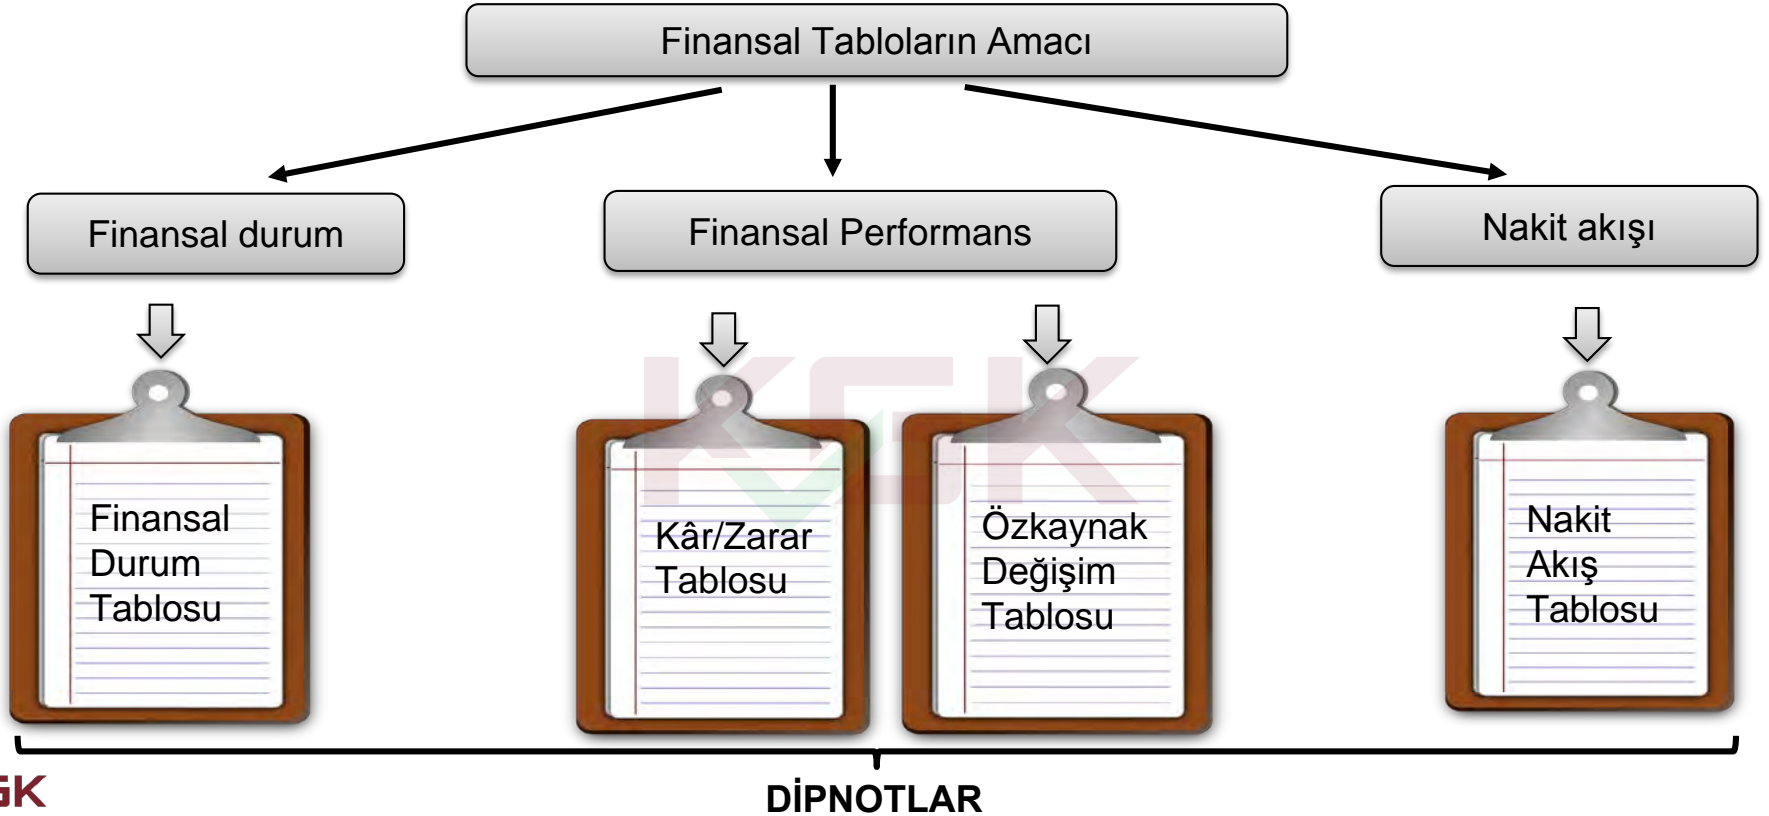 Finansal Tabloların Amacı
Finansal durum
Finansal Performans
Nakit akışı
KGK
Finansal
Durum
Tablosu
Kâr/Zarar
Tablosu
Özkaynak
Değişim
Tablosu
Nakit
Akış
Tablosu
DİPNOTLAR
GK